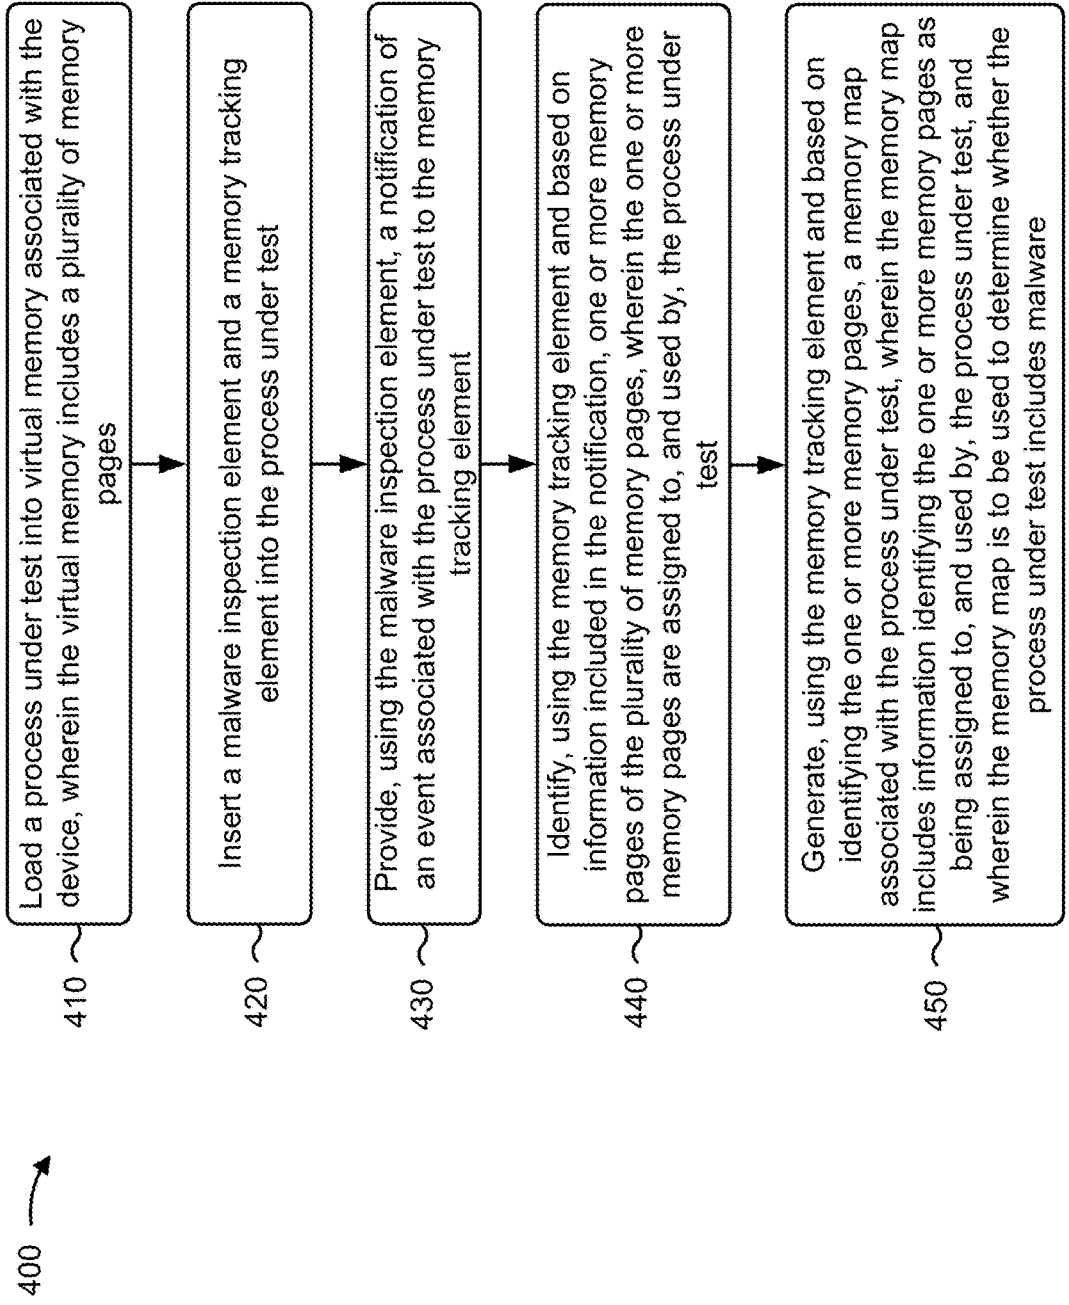 400
410
Load a process under test into virtual memory associated with the
device, wherein the virtual memory includes a plurality of memory
pages
420
Insert a malware inspection element and a memory tracking
element into the process under test
430
Provide, using the malware inspection element, a notification of
an event associated with the process under test to the memory
tracking element
440
Identify, using the memory tracking element and based on
information included in the notification, one or more memory
pages of the plurality of memory pages, wherein the one or more
memory pages are assigned to, and used by, the process under
test
450
Generate, using the memory tracking element and based on
identifying the one or more memory pages, a memory map
associated with the process under test, wherein the memory map
includes information identifying the one or more memory pages as
being assigned to, and used by, the process under test, and
wherein the memory map is to be used to determine whether the
process under test includes malware